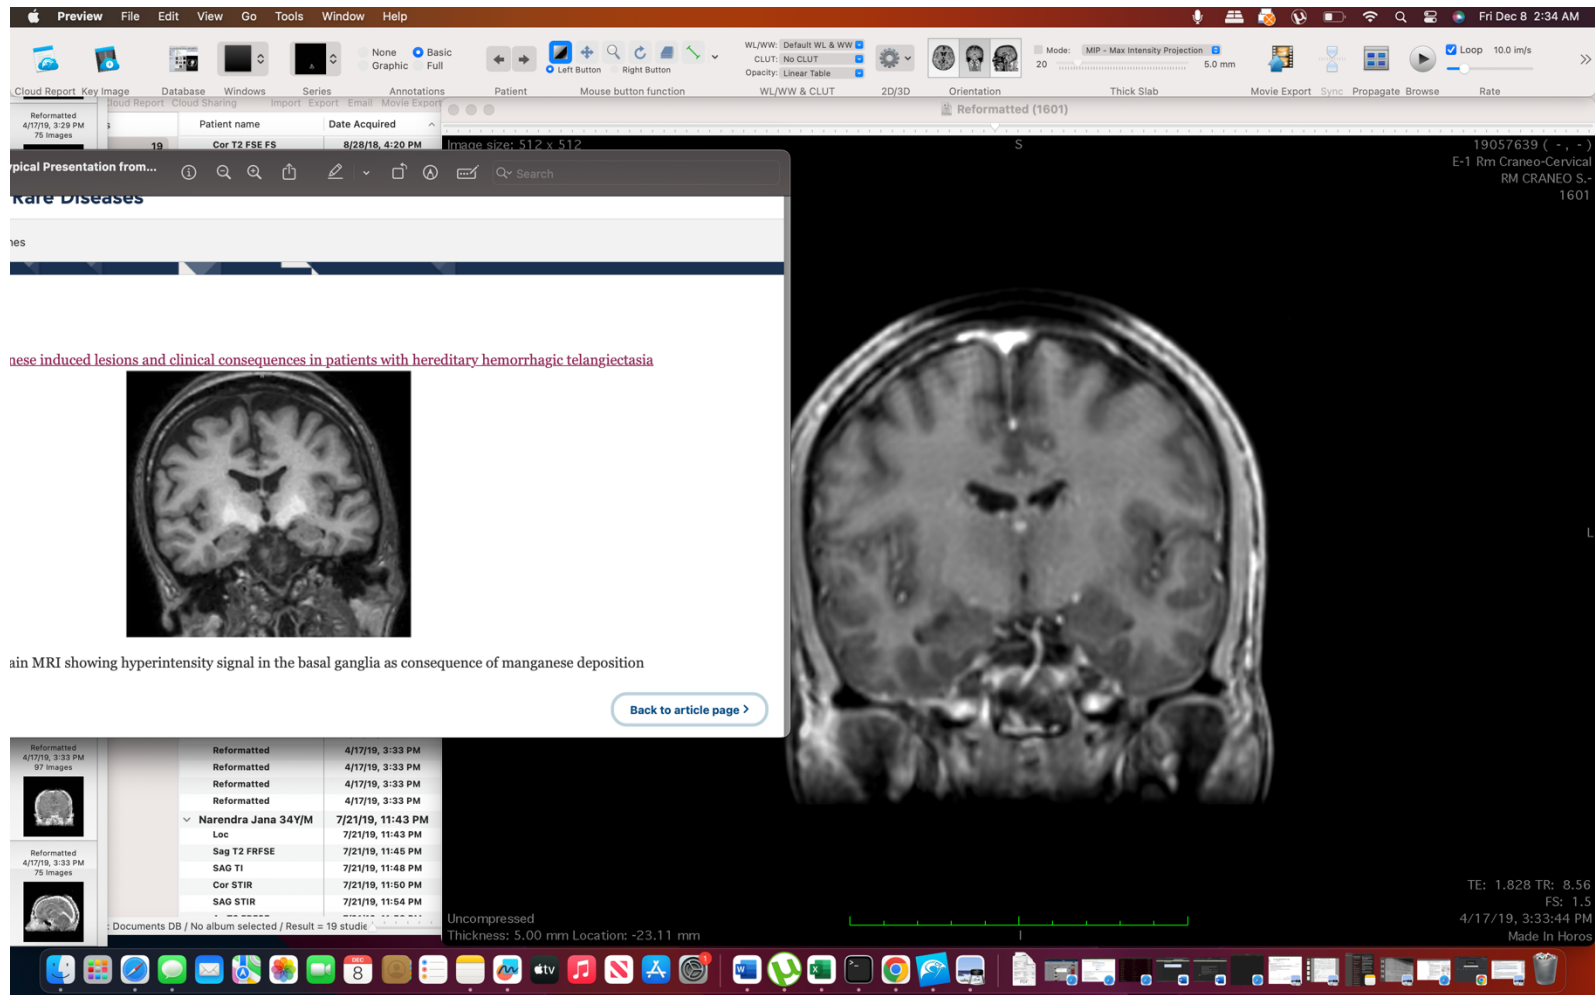 Preview File Edit View Go Tools Window Help Fri Dec 8 2:34 AM
None Basic
Graphic Full
Left Button Right Button
WL/WW: Default WL & WW
CLUT: No CLUT
Opacity: Linear Table
Mode: MIP - Max Intensity Projection
20 5.0 mm
Loop 10.0 im/s
Cloud Report Key Image Database Windows Series Annotations Patient Mouse button function WL/WW & CLUT 2D/3D Orientation Thick Slab Movie Export Sync Propagate Browse Rate
Cloud Report Cloud Sharing Import Export Email Movie Export
Reformatted (1601)
Reformatted
4/17/19, 3:29 PM
75 Images
Patient name Date Acquired
19 Cor T2 FSE FS 8/28/18, 4:20 PM
Image size: 512 x 512
S
19057639 ( - , - )
E-1 Rm Craneo-Cervical
RM CRANEO S.-
1601
ypical Presentation from...
Search
Rare Diseases
nes
nese induced lesions and clinical consequences in patients with hereditary hemorrhagic telangiectasia
L
ain MRI showing hyperintensity signal in the basal ganglia as consequence of manganese deposition
Back to article page
Reformatted
4/17/19, 3:33 PM
97 Images
Reformatted 4/17/19, 3:33 PM
Reformatted 4/17/19, 3:33 PM
Reformatted 4/17/19, 3:33 PM
Reformatted 4/17/19, 3:33 PM
Narendra Jana 34Y/M 7/21/19, 11:43 PM
Loc 7/21/19, 11:43 PM
Sag T2 FRFSE 7/21/19, 11:45 PM
SAG TI 7/21/19, 11:48 PM
Cor STIR 7/21/19, 11:50 PM
SAG STIR 7/21/19, 11:54 PM
Reformatted
4/17/19, 3:33 PM
75 Images
: Documents DB / No album selected / Result = 19 studie
Uncompressed
Thickness: 5.00 mm Location: -23.11 mm
I
TE: 1.828 TR: 8.56
FS: 1.5
4/17/19, 3:33:44 PM
Made In Horos
DEC
8
tv
1